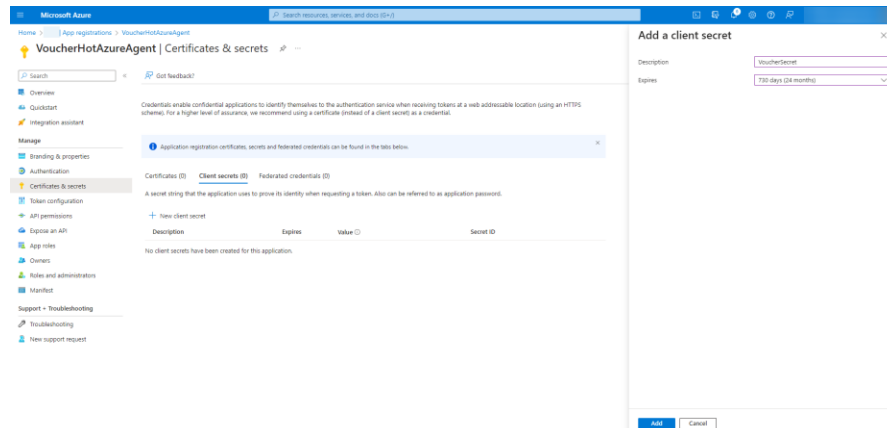 Microsoft Azure
Search resources, services, and docs (G+/)
Home > App registrations > VoucherHotAzureAgent
VoucherHotAzureAgent | Certificates & secrets
Search
Got feedback?
Overview
Quickstart
Integration assistant
Manage
Branding & properties
Authentication
Certificates & secrets
Token configuration
API permissions
Expose an API
App roles
Owners
Roles and administrators
Manifest
Support + Troubleshooting
Troubleshooting
New support request
Credentials enable confidential applications to identify themselves to the authentication service when receiving tokens at a web addressable location (using an HTTPS
scheme). For a higher level of assurance, we recommend using a certificate (instead of a client secret) as a credential.
Application registration certificates, secrets and federated credentials can be found in the tabs below.
Certificates (0) Client secrets (0) Federated credentials (0)
A secret string that the application uses to prove its identity when requesting a token. Also can be referred to as application password.
New client secret
Description Expires Value Secret ID
No client secrets have been created for this application.
Add a client secret
Description VoucherSecret
Expires 730 days (24 months)
Add Cancel